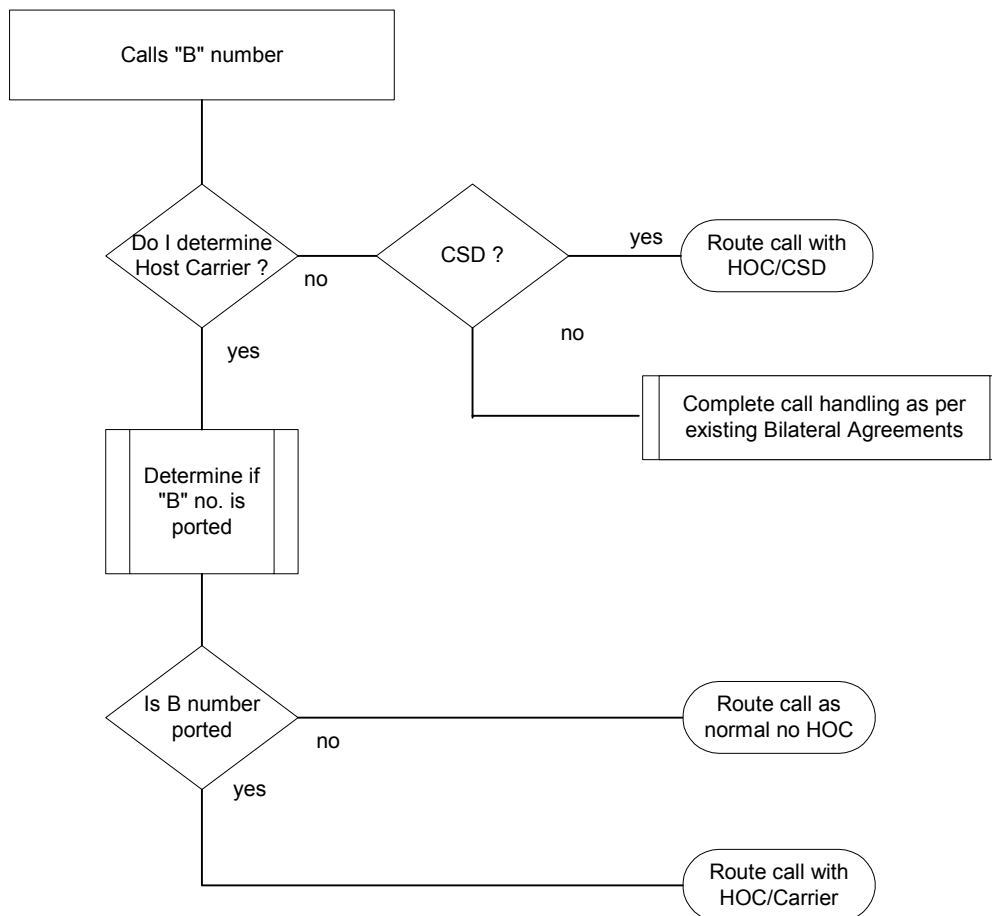 Calls "B" number
Do I determine
Host Carrier ?
no
yes
CSD ?
yes
Route call with
HOC/CSD
no
Complete call handling as per
existing Bilateral Agreements
Determine if
"B" no. is
ported
Is B number
ported
no
Route call as
normal no HOC
yes
Route call with
HOC/Carrier